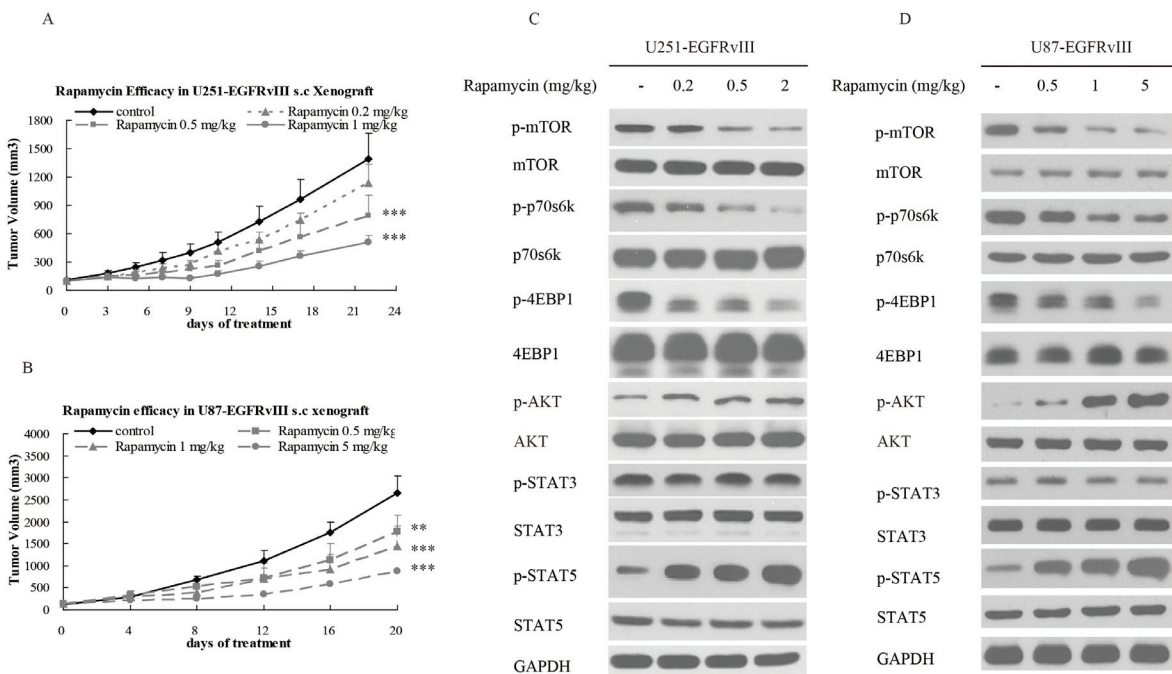 A
Rapamycin Efficacy in U251-EGFRvIII s.c Xenograft
control
Rapamycin 0.2 mg/kg
Rapamycin 0.5 mg/kg
Rapamycin 1 mg/kg
Tumor Volume (mm3)
1800
1500
1200
900
600
300
0
***
***
0 3 6 9 12 15 18 21 24
days of treatment
B
Rapamycin efficacy in U87-EGFRvIII s.c xenograft
control
Rapamycin 0.5 mg/kg
Rapamycin 1 mg/kg
Rapamycin 5 mg/kg
Tumor Volume (mm3)
4000
3500
3000
2500
2000
1500
1000
500
0
**
***
***
0 4 8 12 16 20
days of treatment
C
U251-EGFRvIII
Rapamycin (mg/kg) - 0.2 0.5 2
p-mTOR
mTOR
p-p70s6k
p70s6k
p-4EBP1
4EBP1
p-AKT
AKT
p-STAT3
STAT3
p-STAT5
STAT5
GAPDH
D
U87-EGFRvIII
Rapamycin (mg/kg) - 0.5 1 5
p-mTOR
mTOR
p-p70s6k
p70s6k
p-4EBP1
4EBP1
p-AKT
AKT
p-STAT3
STAT3
p-STAT5
STAT5
GAPDH